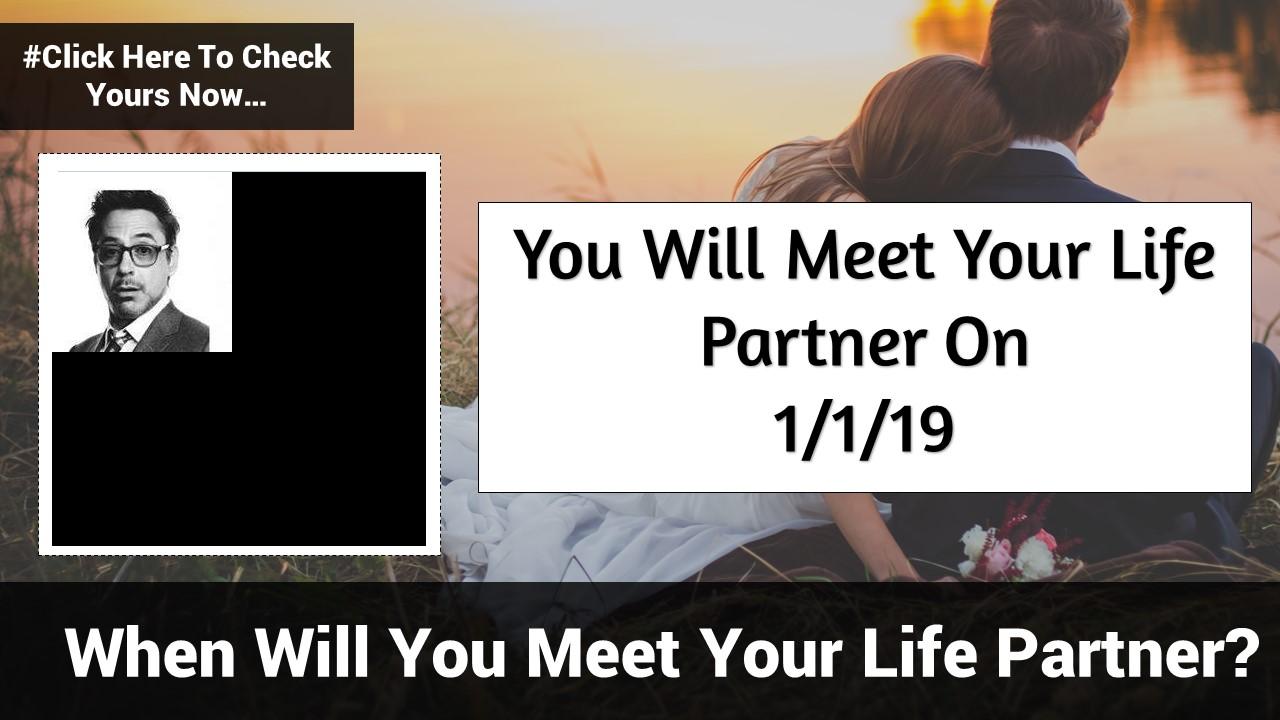 #Click Here To Check
Yours Now...
You Will Meet Your Life
Partner On
1/1/19
When Will You Meet Your Life Partner?